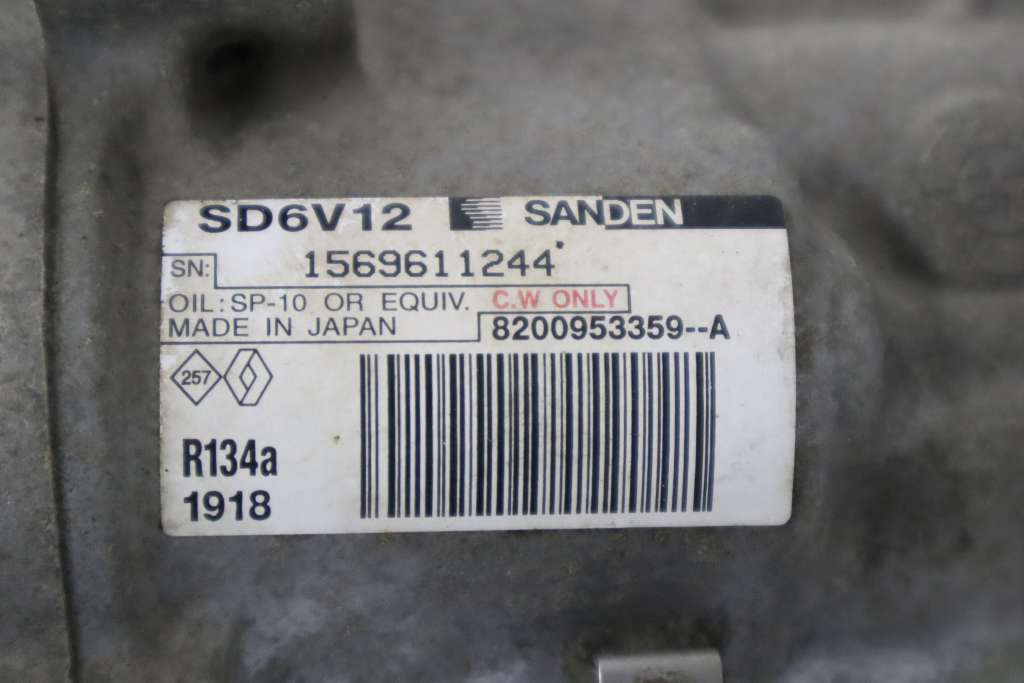 SD6V12 SANDEN
SN: 1569611244
OIL:SP-10 OR EQUIV. C.W ONLY
MADE IN JAPAN 8200953359--A
257
R134a
1918